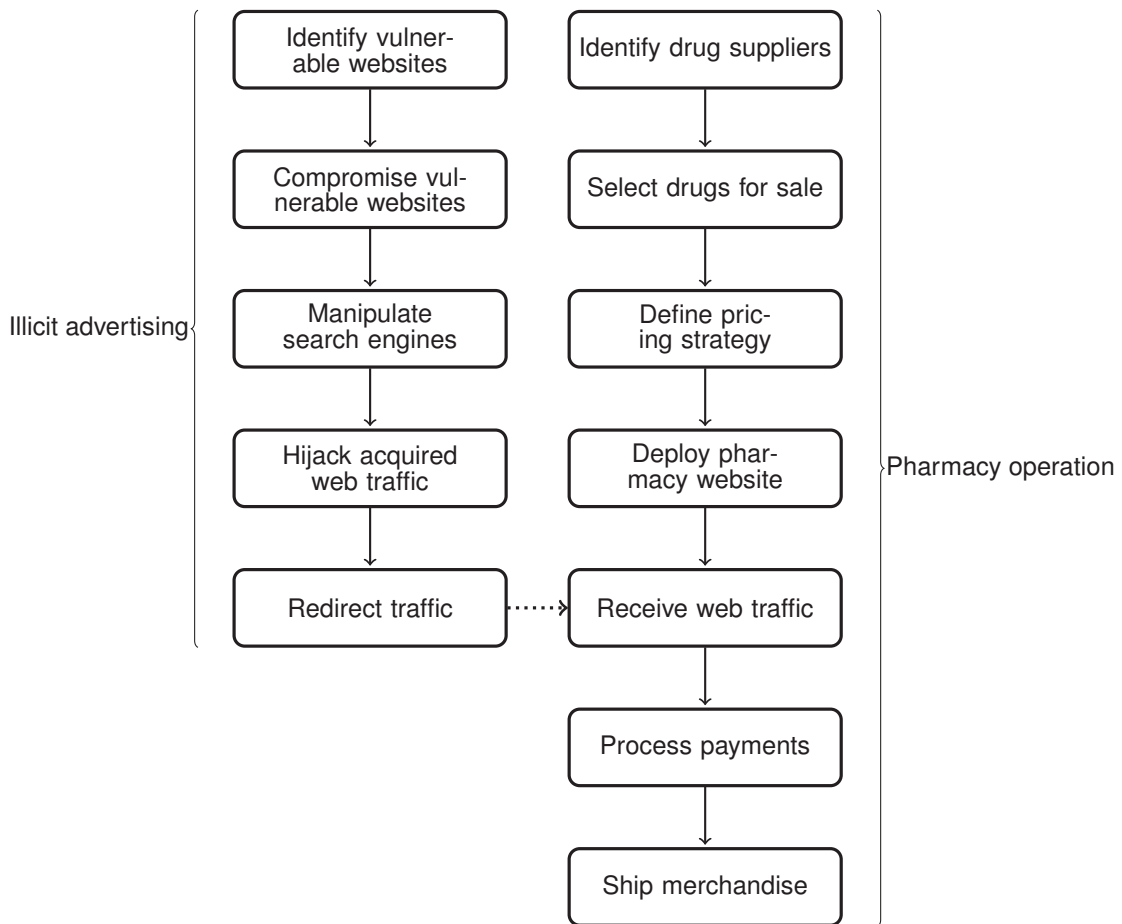 Identify vulner-
able websites
Compromise vul-
nerable websites
Manipulate
search engines
Hijack acquired
web traffic
Redirect traffic
Illicit advertising
Identify drug suppliers
Select drugs for sale
Define pric-
ing strategy
Deploy phar-
macy website
Receive web traffic
Process payments
Ship merchandise
Pharmacy operation